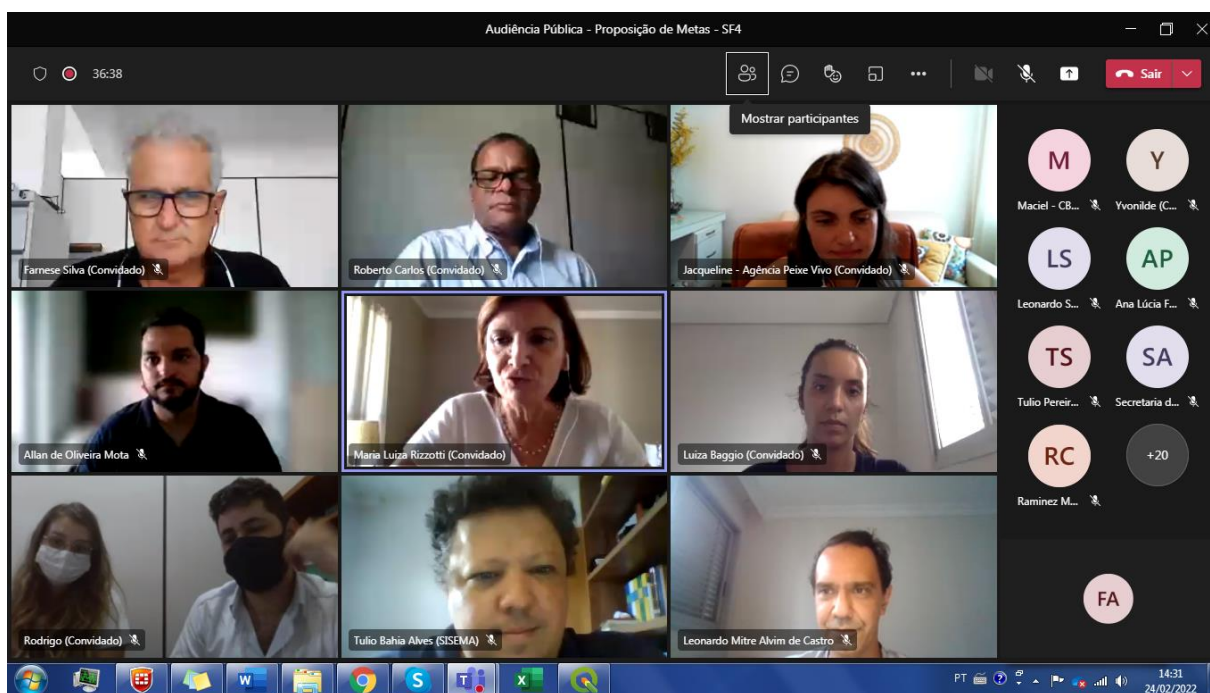 Audiência Pública - Proposição de Metas - SF4
36:38
Sair
Mostrar participantes
Farnese Silva (Convidado)
Roberto Carlos (Convidado)
Jacqueline - Agência Peixe Vivo (Convidado)
M
Y
Maciel - CB...
Yvonilde (C...
LS
AP
Leonardo S...
Ana Lúcia F...
Allan de Oliveira Mota
Maria Luiza Rizzotti (Convidado)
Luiza Baggio (Convidado)
TS
SA
Tulio Pereir...
Secretaria d...
RC
+20
Raminez M...
Rodrigo (Convidado)
Tulio Bahia Alves (SISEMA)
Leonardo Mitre Alvim de Castro
FA
PT
14:31
24/02/2022